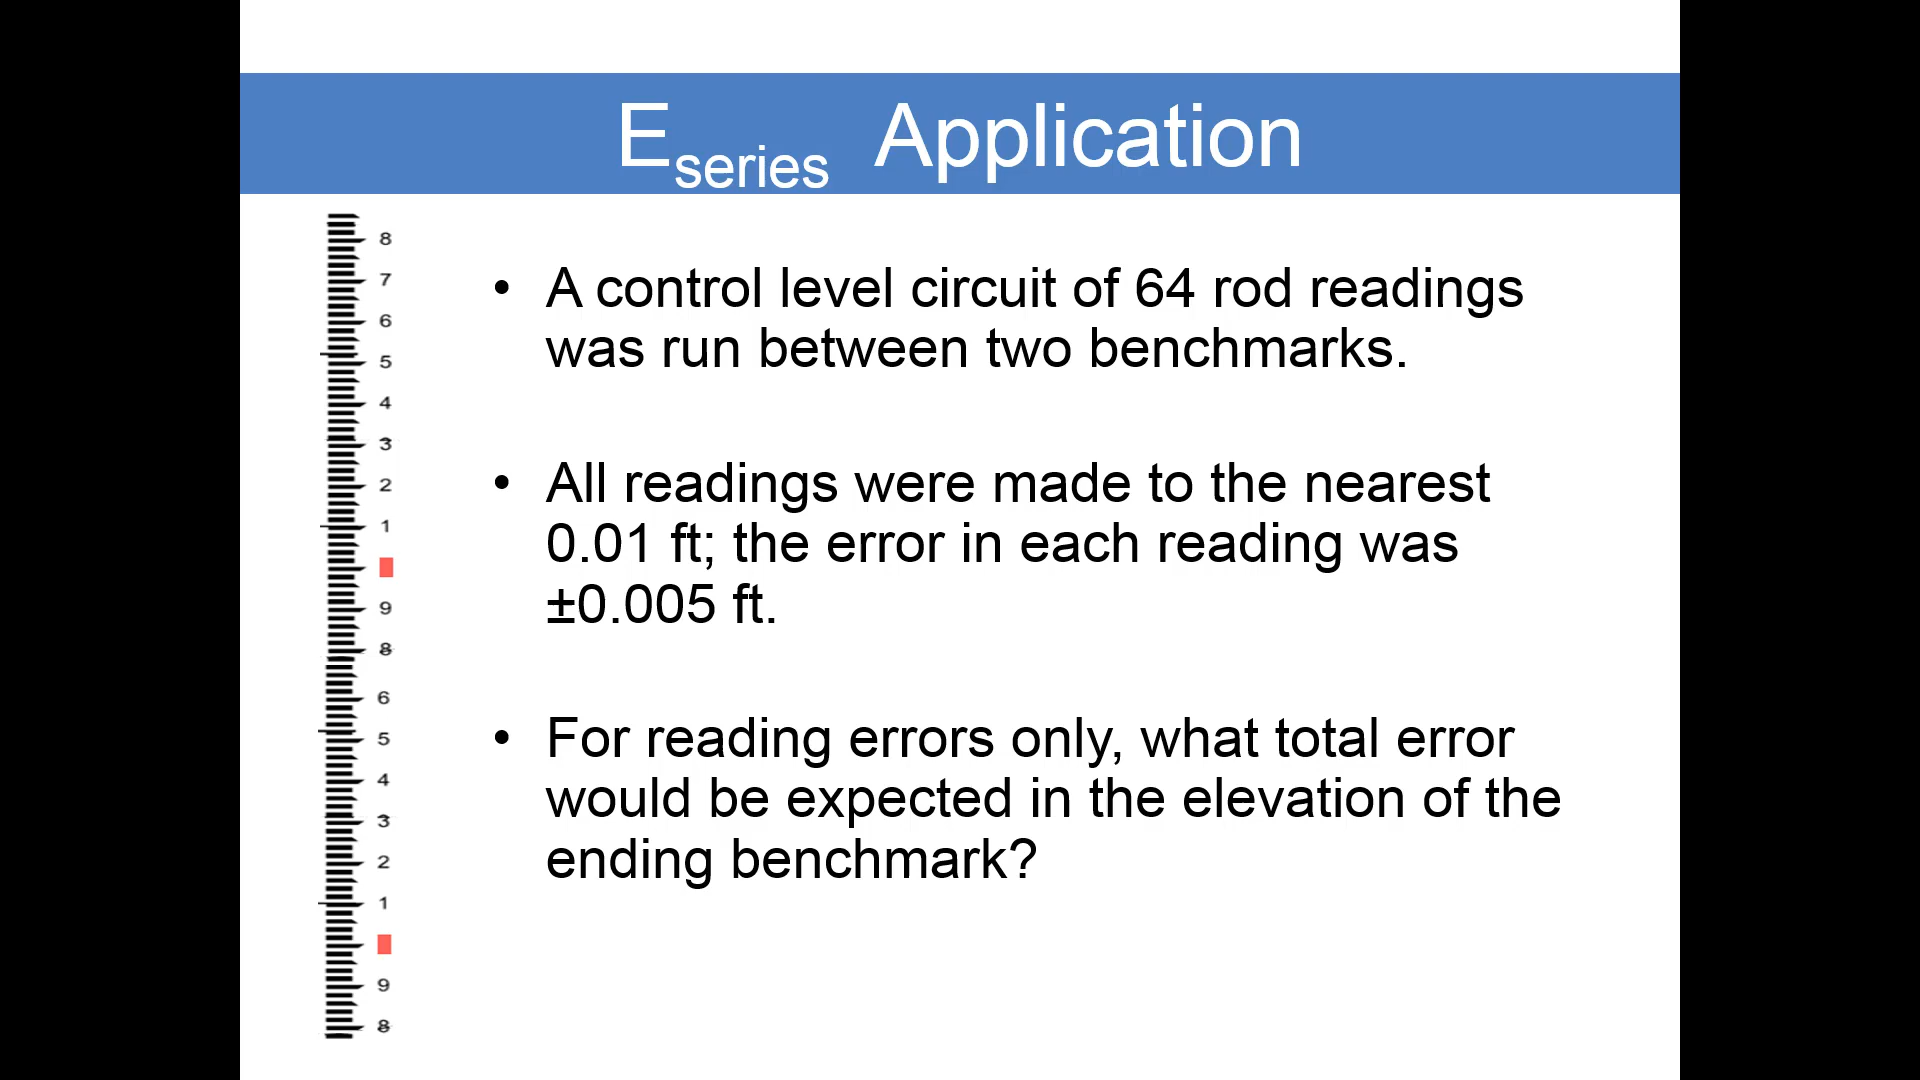 E series Application
• A control level circuit of 64 rod readings
was run between two benchmarks.
• All readings were made to the nearest
0.01 ft; the error in each reading was
±0.005 ft.
• For reading errors only, what total error
would be expected in the elevation of the
ending benchmark?
8
7
6
5
4
3
2
1
9
8
6
5
4
3
2
1
9
8